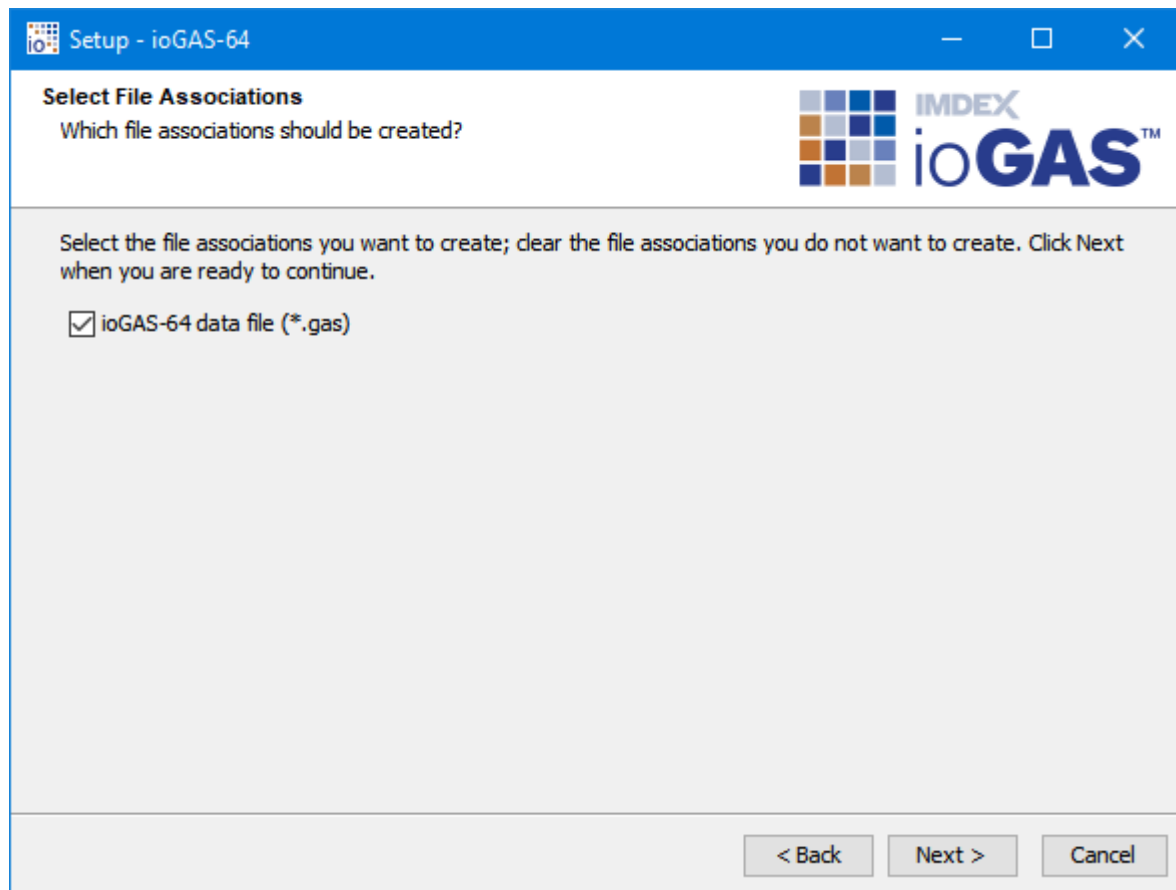 io Setup - ioGAS-64
Select File Associations
Which file associations should be created?
IMDEX
ioGAS™
Select the file associations you want to create; clear the file associations you do not want to create. Click Next
when you are ready to continue.
ioGAS-64 data file (*.gas)
< Back Next > Cancel